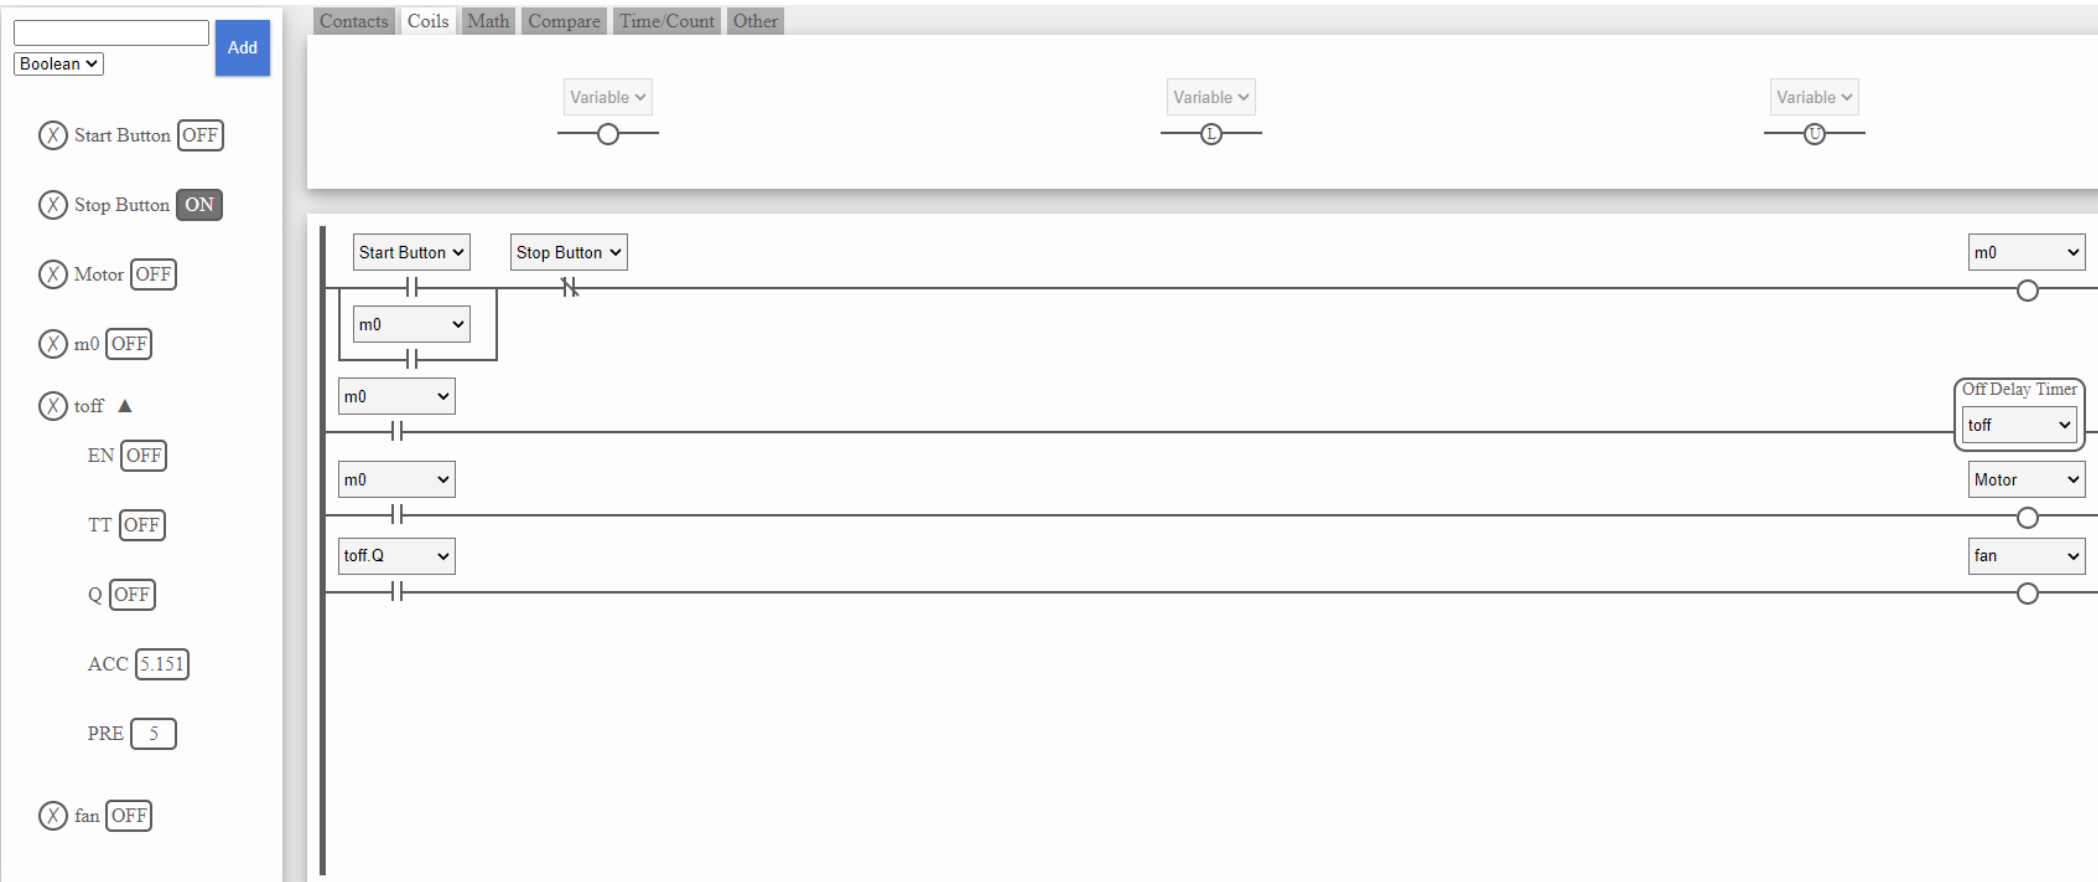 Add
Boolean
X Start Button OFF
X Stop Button ON
X Motor OFF
X m0 OFF
X toff ▲
EN OFF
TT OFF
Q OFF
ACC 5.151
PRE 5
X fan OFF
Contacts Coils Math Compare Time/Count Other
Variable Variable Variable
L U
Start Button Stop Button m0
m0
m0 Off Delay Timer
toff
m0 Motor
toff.Q fan